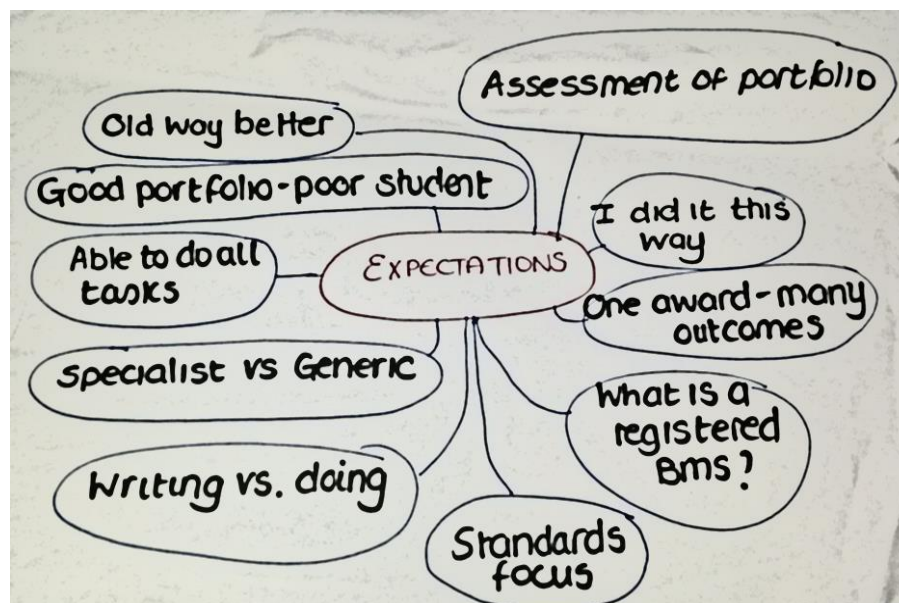 Assessment of portfolio
Old way better
Good portfolio-poor student
I did it this
way
Able to do all
tasks
EXPECTATIONS
One award-many
outcomes
Specialist vs Generic
What is a
registered
BMS?
Writing vs. doing
Standards
focus